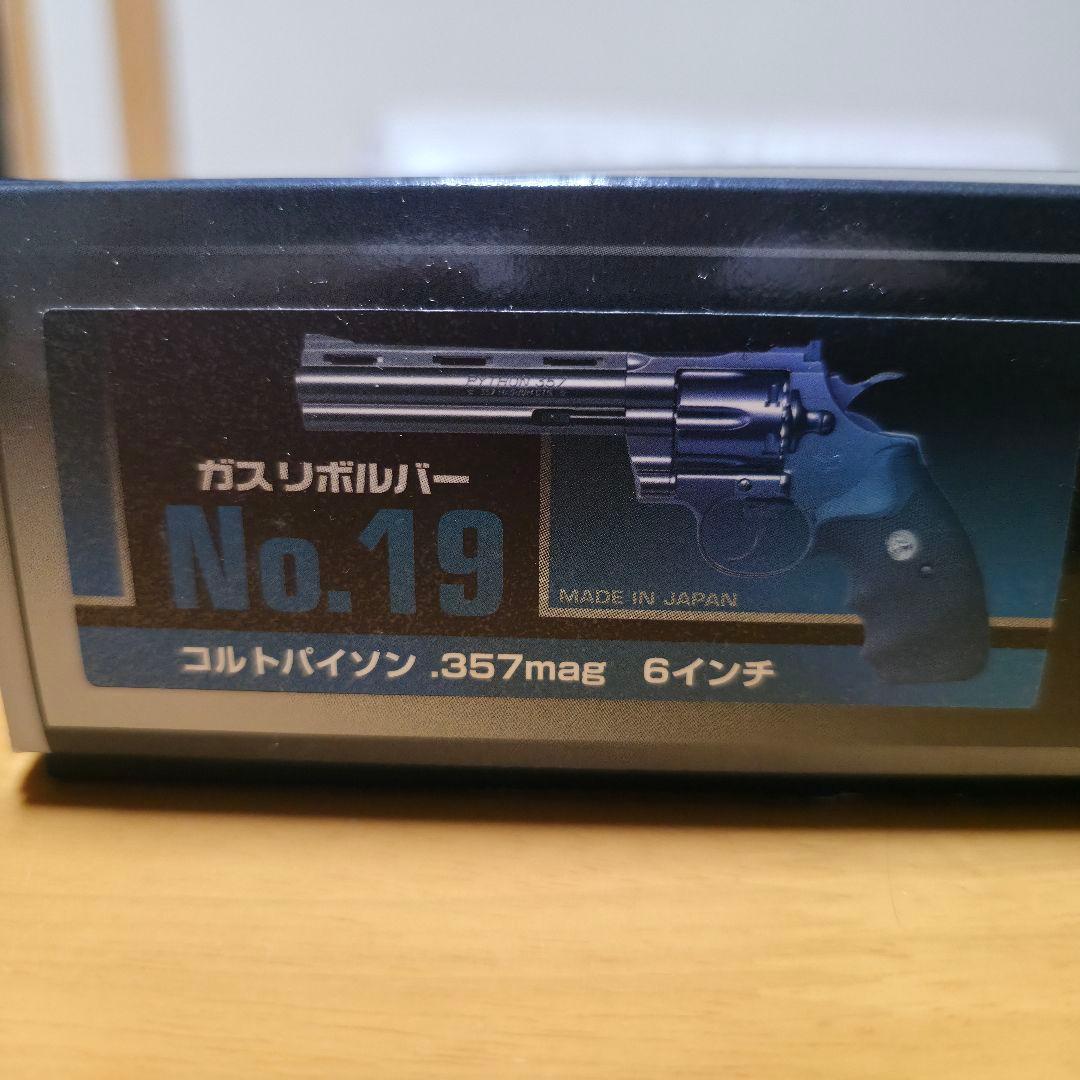 PYTHON 357
ガスリボルバー
No.19
MADE IN JAPAN
コルトパイソン .357mag 6インチ